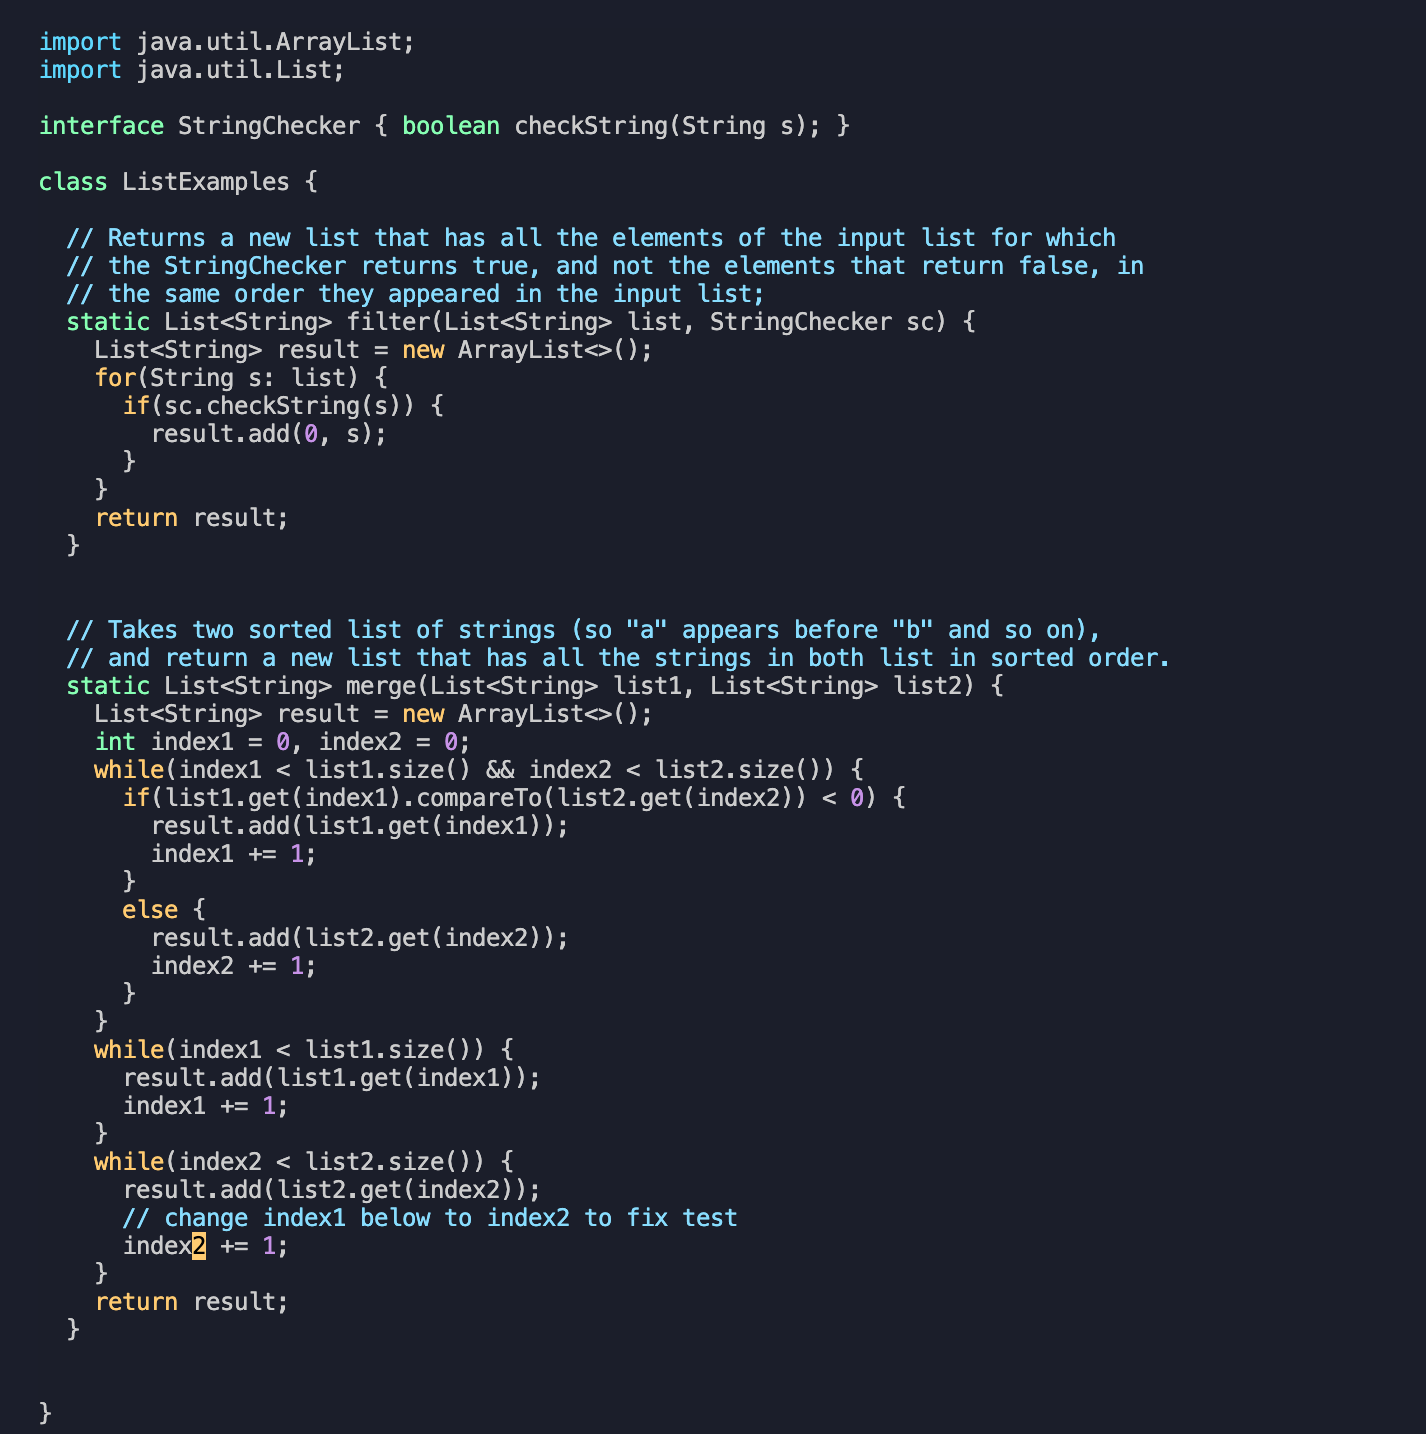 import java.util.ArrayList;
import java.util.List;

interface StringChecker { boolean checkString(String s); }

class ListExamples {

  // Returns a new list that has all the elements of the input list for which
  // the StringChecker returns true, and not the elements that return false, in
  // the same order they appeared in the input list;
  static List<String> filter(List<String> list, StringChecker sc) {
    List<String> result = new ArrayList<>();
    for(String s: list) {
      if(sc.checkString(s)) {
        result.add(0, s);
      }
    }
    return result;
  }


  // Takes two sorted list of strings (so "a" appears before "b" and so on),
  // and return a new list that has all the strings in both list in sorted order.
  static List<String> merge(List<String> list1, List<String> list2) {
    List<String> result = new ArrayList<>();
    int index1 = 0, index2 = 0;
    while(index1 < list1.size() && index2 < list2.size()) {
      if(list1.get(index1).compareTo(list2.get(index2)) < 0) {
        result.add(list1.get(index1));
        index1 += 1;
      }
      else {
        result.add(list2.get(index2));
        index2 += 1;
      }
    }
    while(index1 < list1.size()) {
      result.add(list1.get(index1));
      index1 += 1;
    }
    while(index2 < list2.size()) {
      result.add(list2.get(index2));
      // change index1 below to index2 to fix test
      index2 += 1;
    }
    return result;
  }


}